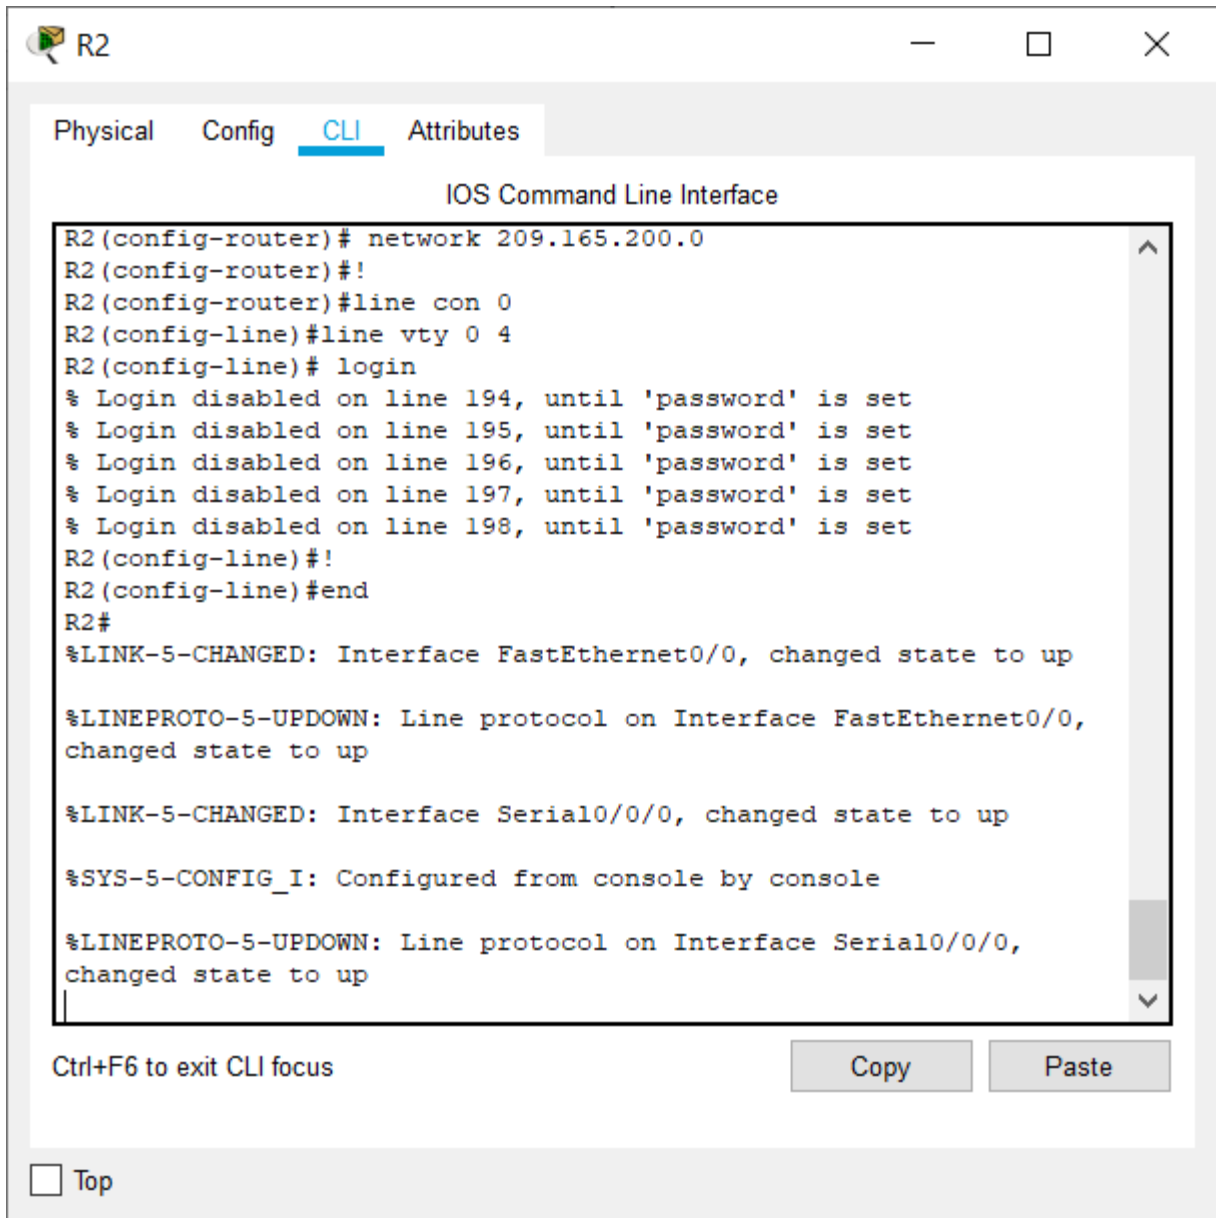 R2
Physical Config CLI Attributes
IOS Command Line Interface
R2(config-router)# network 209.165.200.0
R2(config-router)#!
R2(config-router)#line con 0
R2(config-line)#line vty 0 4
R2(config-line)# login
% Login disabled on line 194, until 'password' is set
% Login disabled on line 195, until 'password' is set
% Login disabled on line 196, until 'password' is set
% Login disabled on line 197, until 'password' is set
% Login disabled on line 198, until 'password' is set
R2(config-line)#!
R2(config-line)#end
R2#
%LINK-5-CHANGED: Interface FastEthernet0/0, changed state to up
%LINEPROTO-5-UPDOWN: Line protocol on Interface FastEthernet0/0,
changed state to up
%LINK-5-CHANGED: Interface Serial0/0/0, changed state to up
%SYS-5-CONFIG_I: Configured from console by console
%LINEPROTO-5-UPDOWN: Line protocol on Interface Serial0/0/0,
changed state to up
Ctrl+F6 to exit CLI focus
Copy Paste
Top